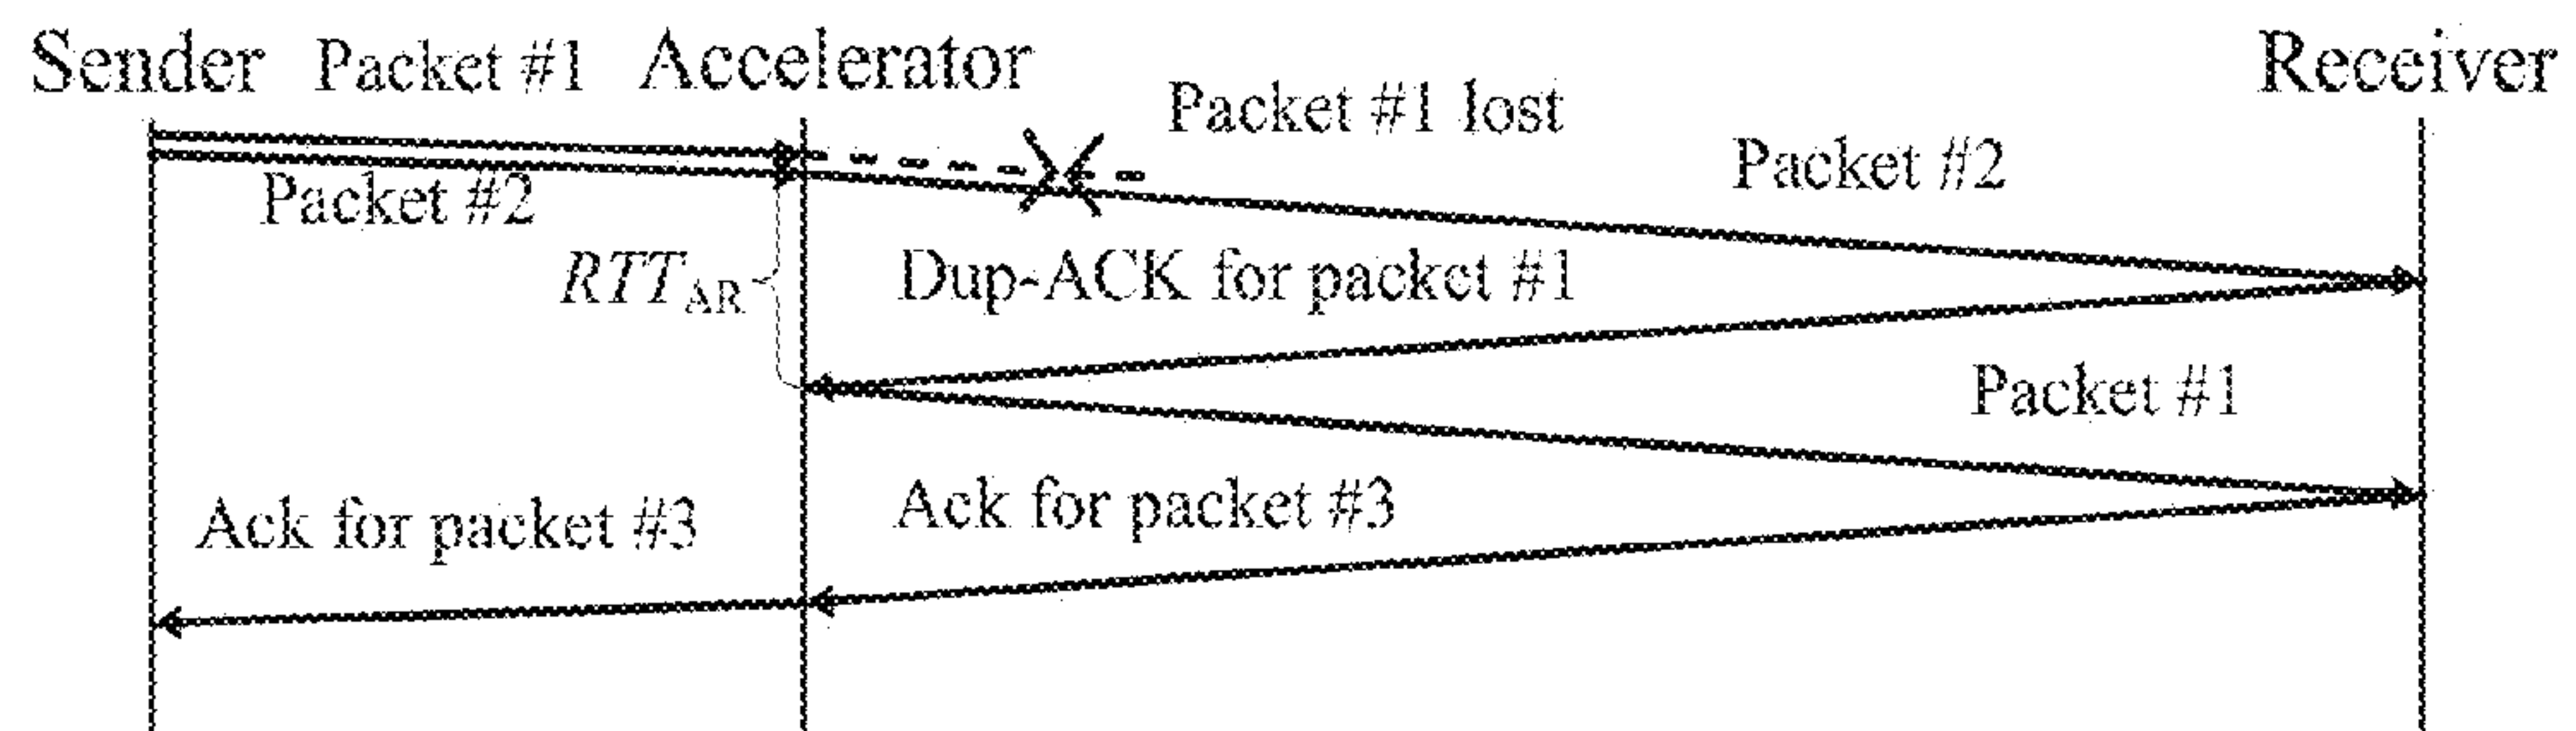 Sender Packet #1 Accelerator Receiver
Packet #1 lost
Packet #2
Packet #2
RTT_AR
Dup-ACK for packet #1
Packet #1
Ack for packet #3
Ack for packet #3